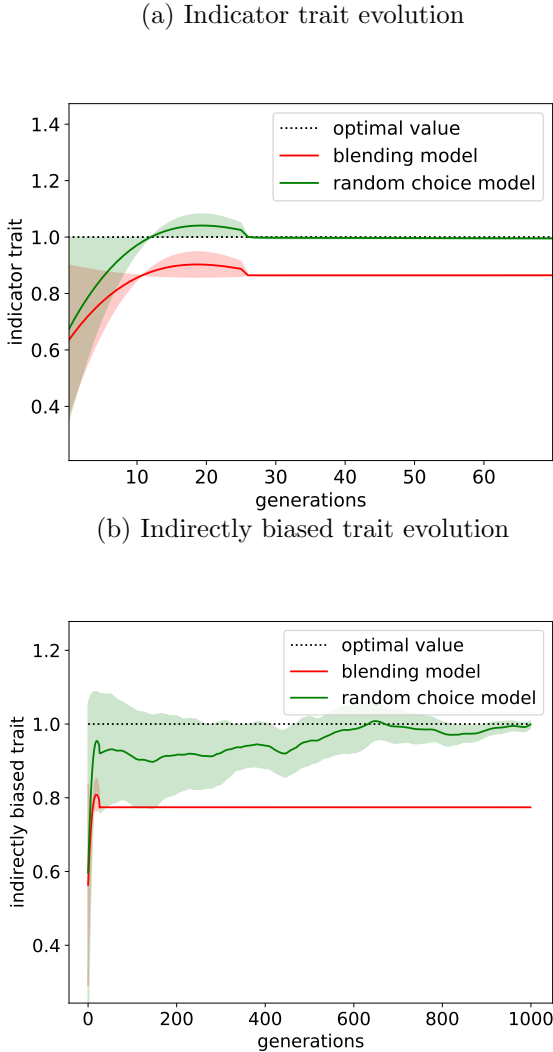 (a) Indicator trait evolution
1.4
1.2
1.0
0.8
0.6
0.4
indicator trait
optimal value
blending model
random choice model
10 20 30 40 50 60
generations
(b) Indirectly biased trait evolution
1.2
1.0
0.8
0.6
0.4
indirectly biased trait
optimal value
blending model
random choice model
0 200 400 600 800 1000
generations